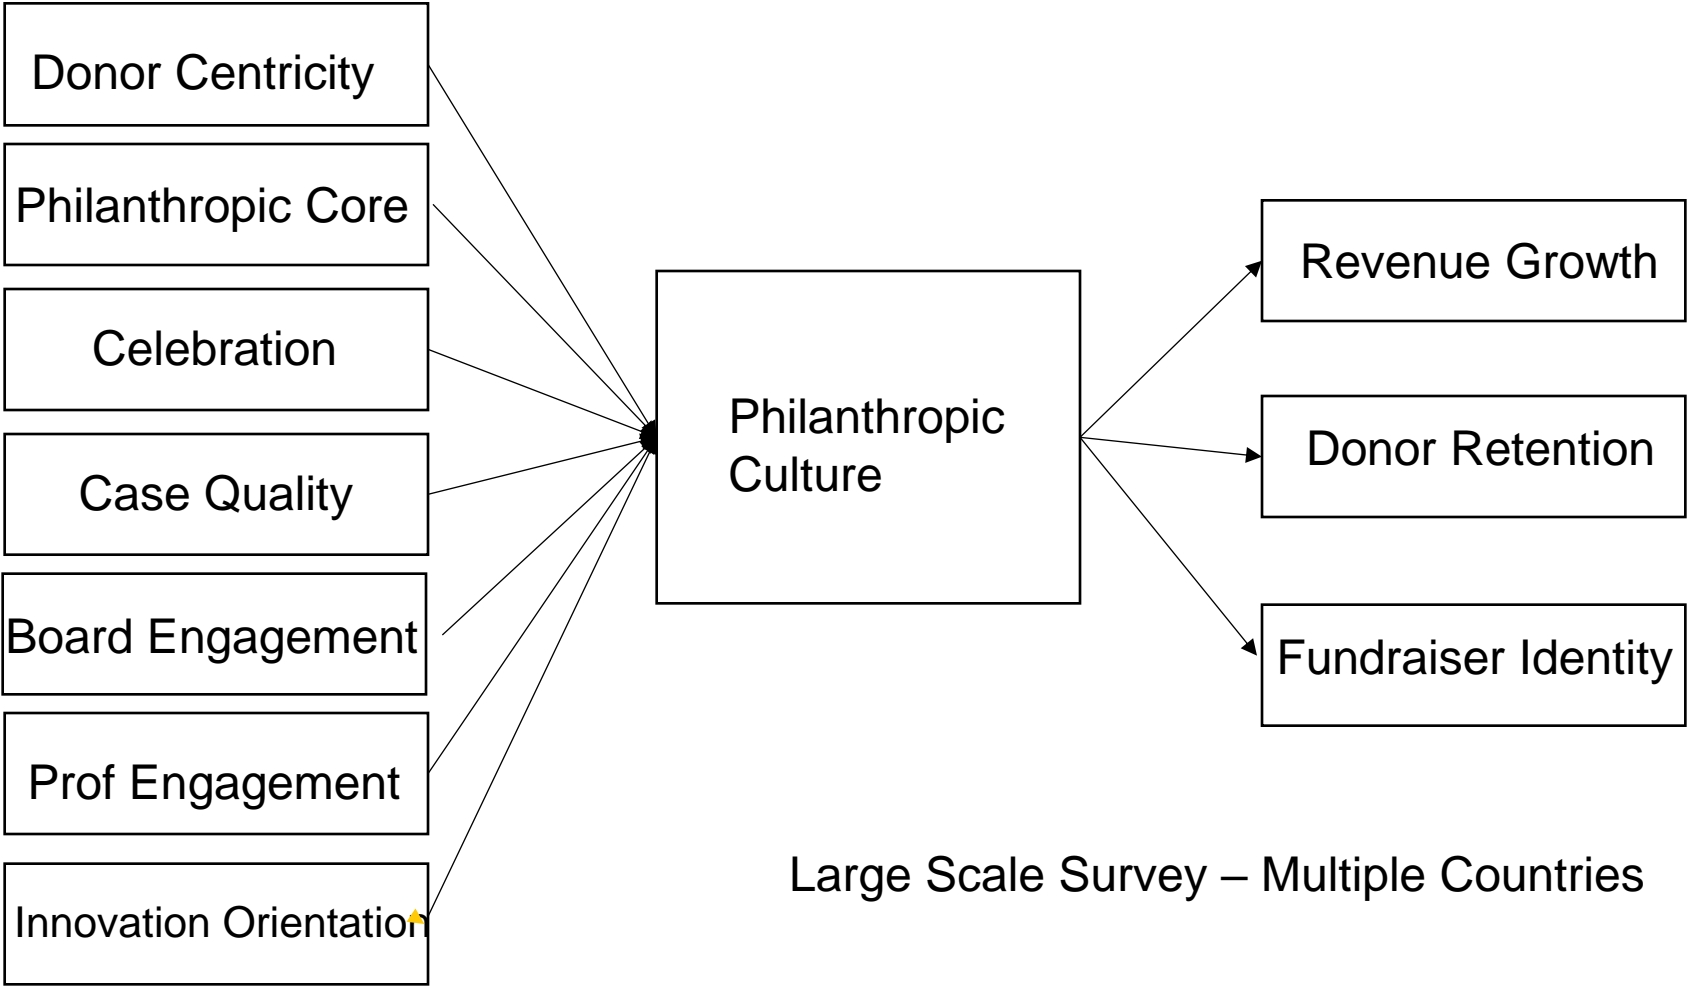 Donor Centricity
Philanthropic Core
Celebration
Case Quality
Board Engagement
Prof Engagement
Innovation Orientation
Philanthropic
Culture
Revenue Growth
Donor Retention
Fundraiser Identity
Large Scale Survey – Multiple Countries